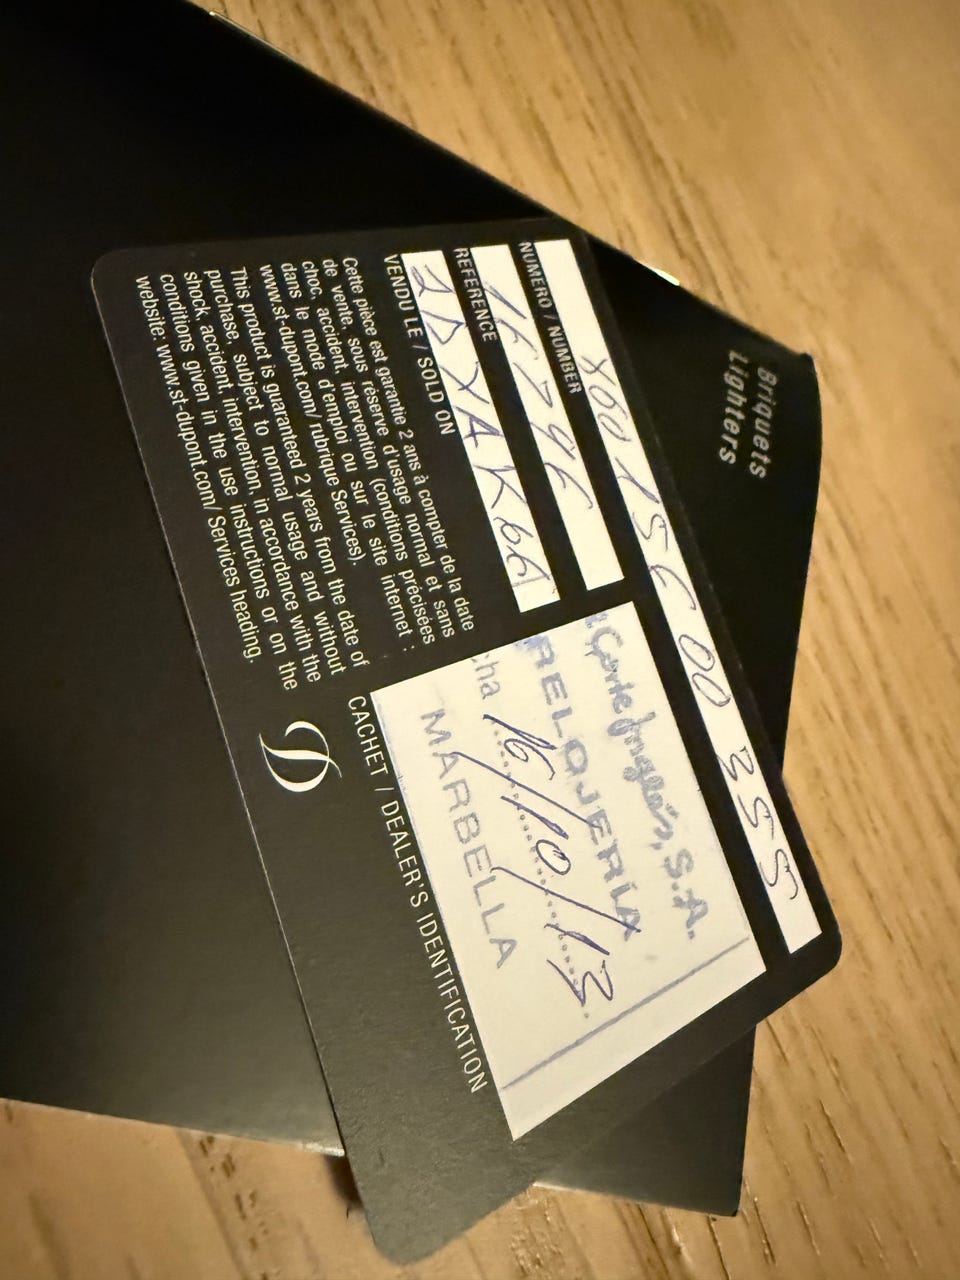 Briquets
Lighters
NUMERO / NUMBER
REFERENCE
16246
VENDU LE / SOLD ON
Cette pièce est garantie 2 ans à compter de la date
de vente, sous réserve d'usage normal et sans
choc, accident, intervention (conditions précisées
dans le mode d'emploi ou sur le site internet :
www.st-dupont.com/ rubrique Services).
This product is guaranteed 2 years from the date of
purchase, subject to normal usage and without
shock, accident, intervention, in accordance with the
conditions given in the use instructions or on the
website: www.st-dupont.com/ Services heading.
Corte Inglés, S.A.
RELOJERÍA
cha 16/10/13
MARBELLA
CACHET / DEALER'S IDENTIFICATION
D